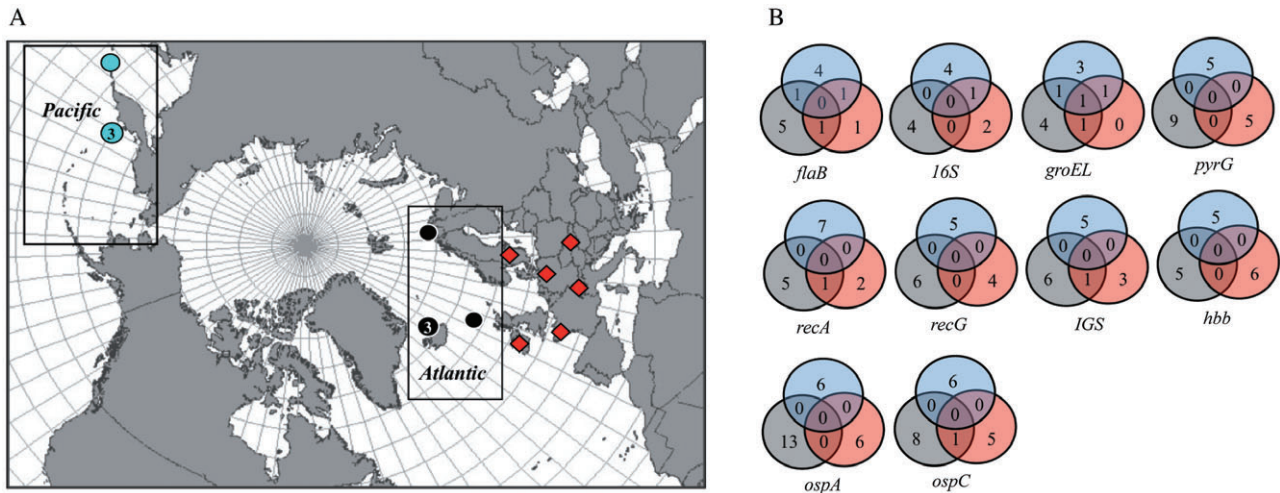 A
Pacific
3
3
Atlantic
B
4
1 0 1
5 1 1
flaB
4
0 0 1
4 0 2
16S
3
1 1 1
4 1 0
groEL
5
0 0 0
9 0 5
pyrG
7
0 0 0
5 1 2
recA
5
0 0 0
6 0 4
recG
5
0 0 0
6 1 3
IGS
5
0 0 0
5 0 6
hbb
6
0 0 0
13 0 6
ospA
6
0 0 0
8 1 5
ospC